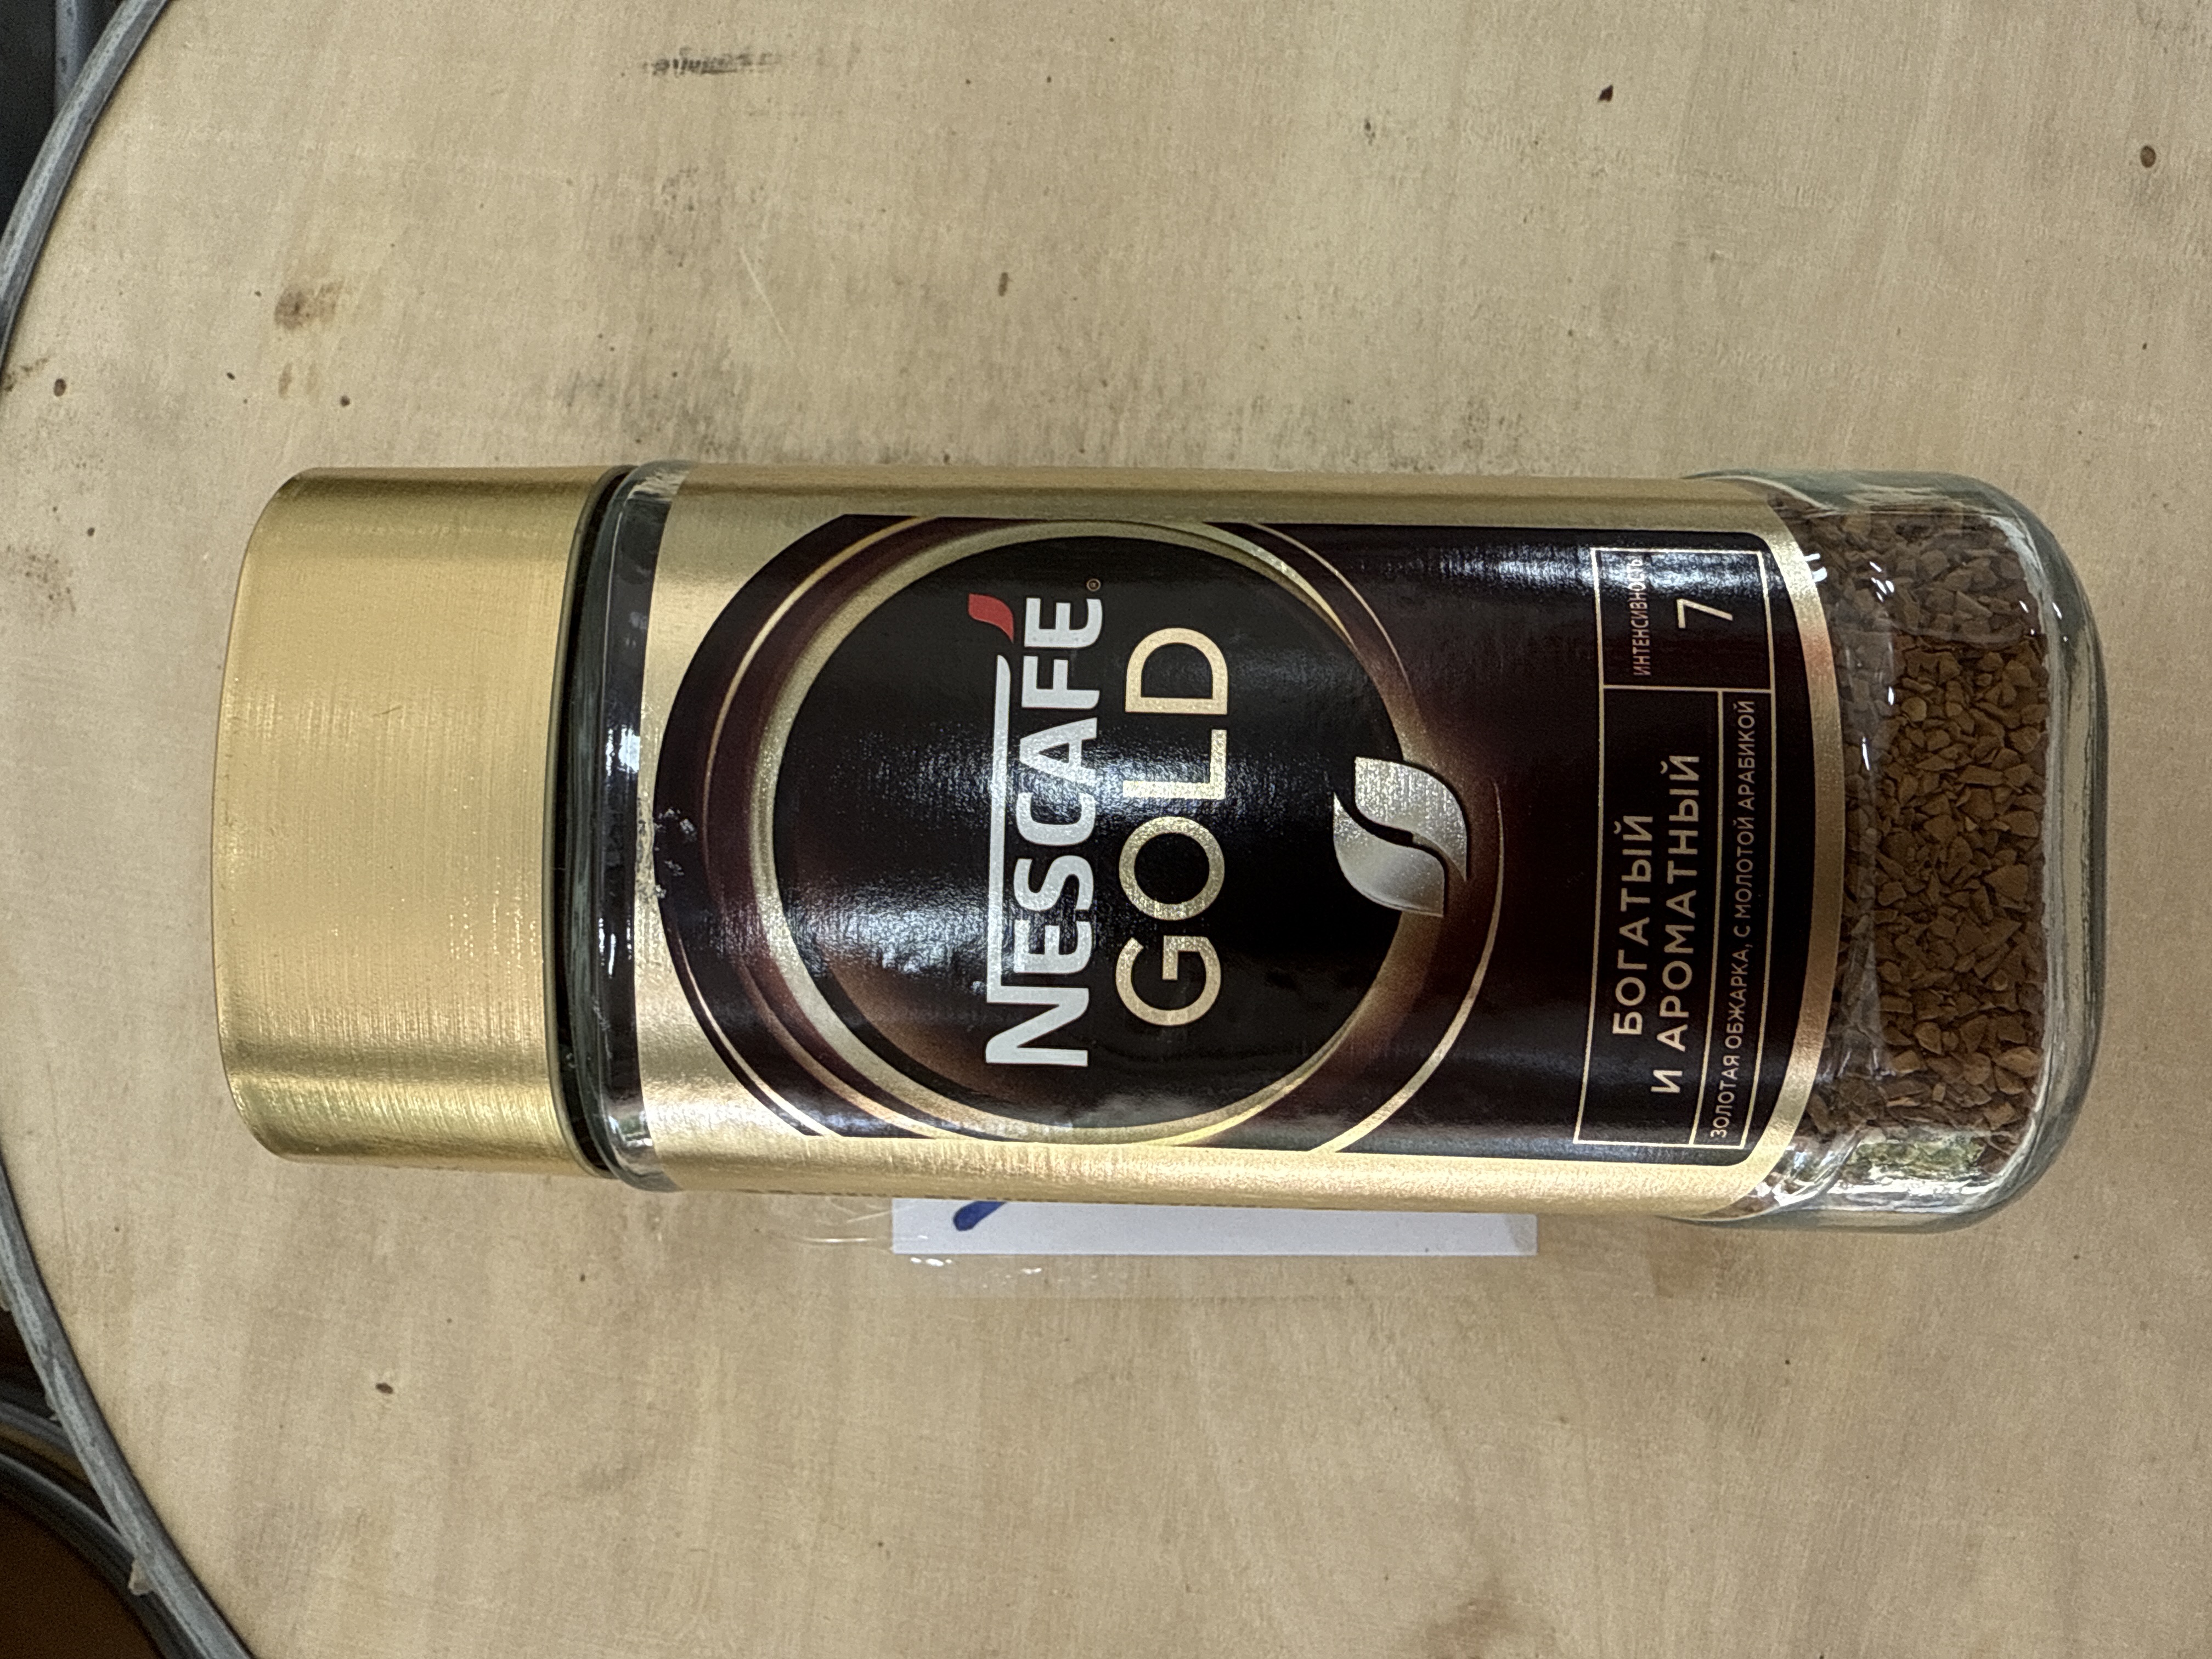 NESCAFÉ
GOLD
БОГАТЫЙ
И АРОМАТНЫЙ
ЗОЛОТАЯ ОБЖАРКА, С МОЛОТОЙ АРАБИКОЙ
ИНТЕНСИВНОСТЬ
7